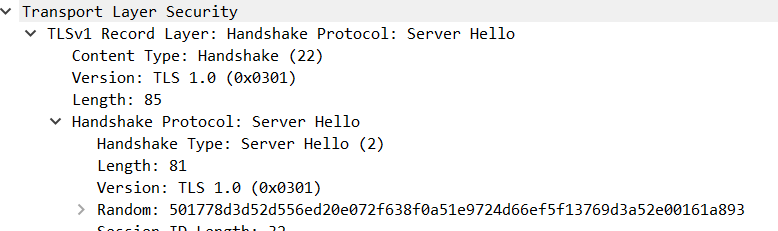 Transport Layer Security
TLSv1 Record Layer: Handshake Protocol: Server Hello
Content Type: Handshake (22)
Version: TLS 1.0 (0x0301)
Length: 85
Handshake Protocol: Server Hello
Handshake Type: Server Hello (2)
Length: 81
Version: TLS 1.0 (0x0301)
Random: 501778d3d52d556ed20e072f638f0a51e9724d66ef5f13769d3a52e00161a893
Session ID Length: 32